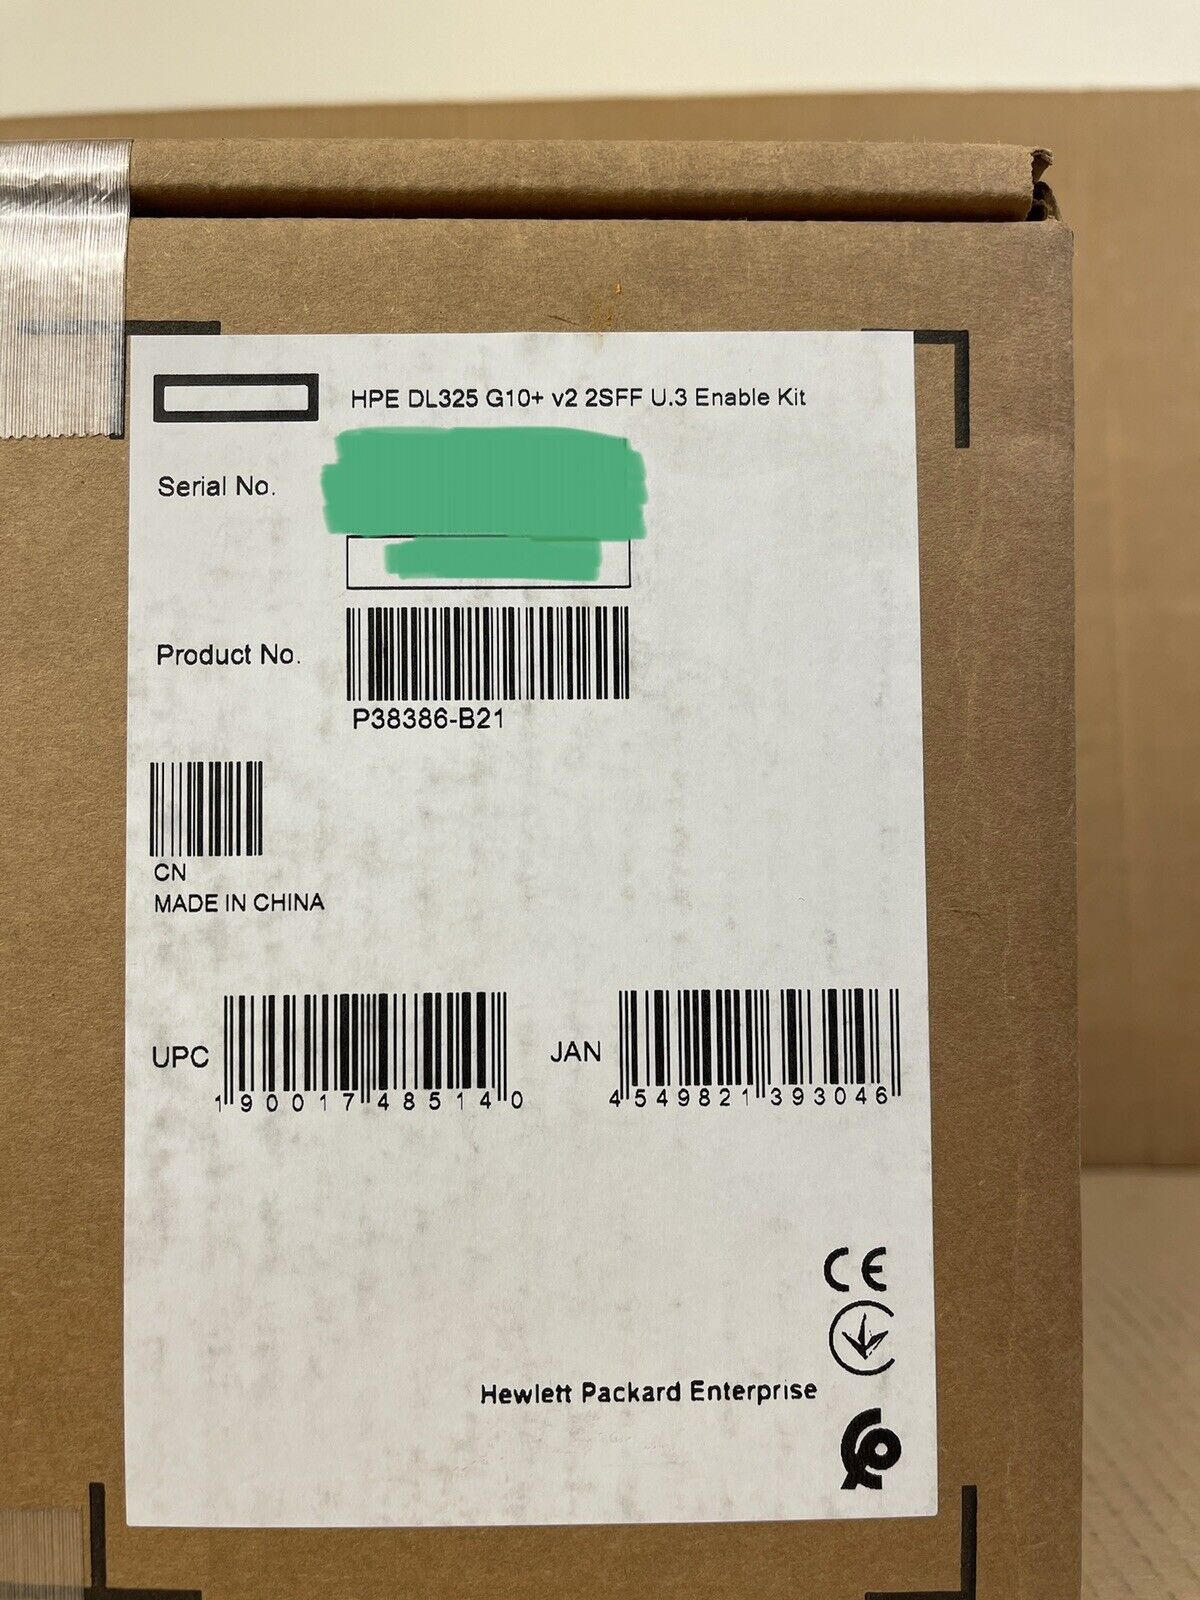 HPE DL325 G10+ v2 2SFF U.3 Enable Kit
Serial No.
Product No.
P38386-B21
CN
MADE IN CHINA
UPC
1 90017 48514 0
JAN
4 549821 393046
CE
Hewlett Packard Enterprise